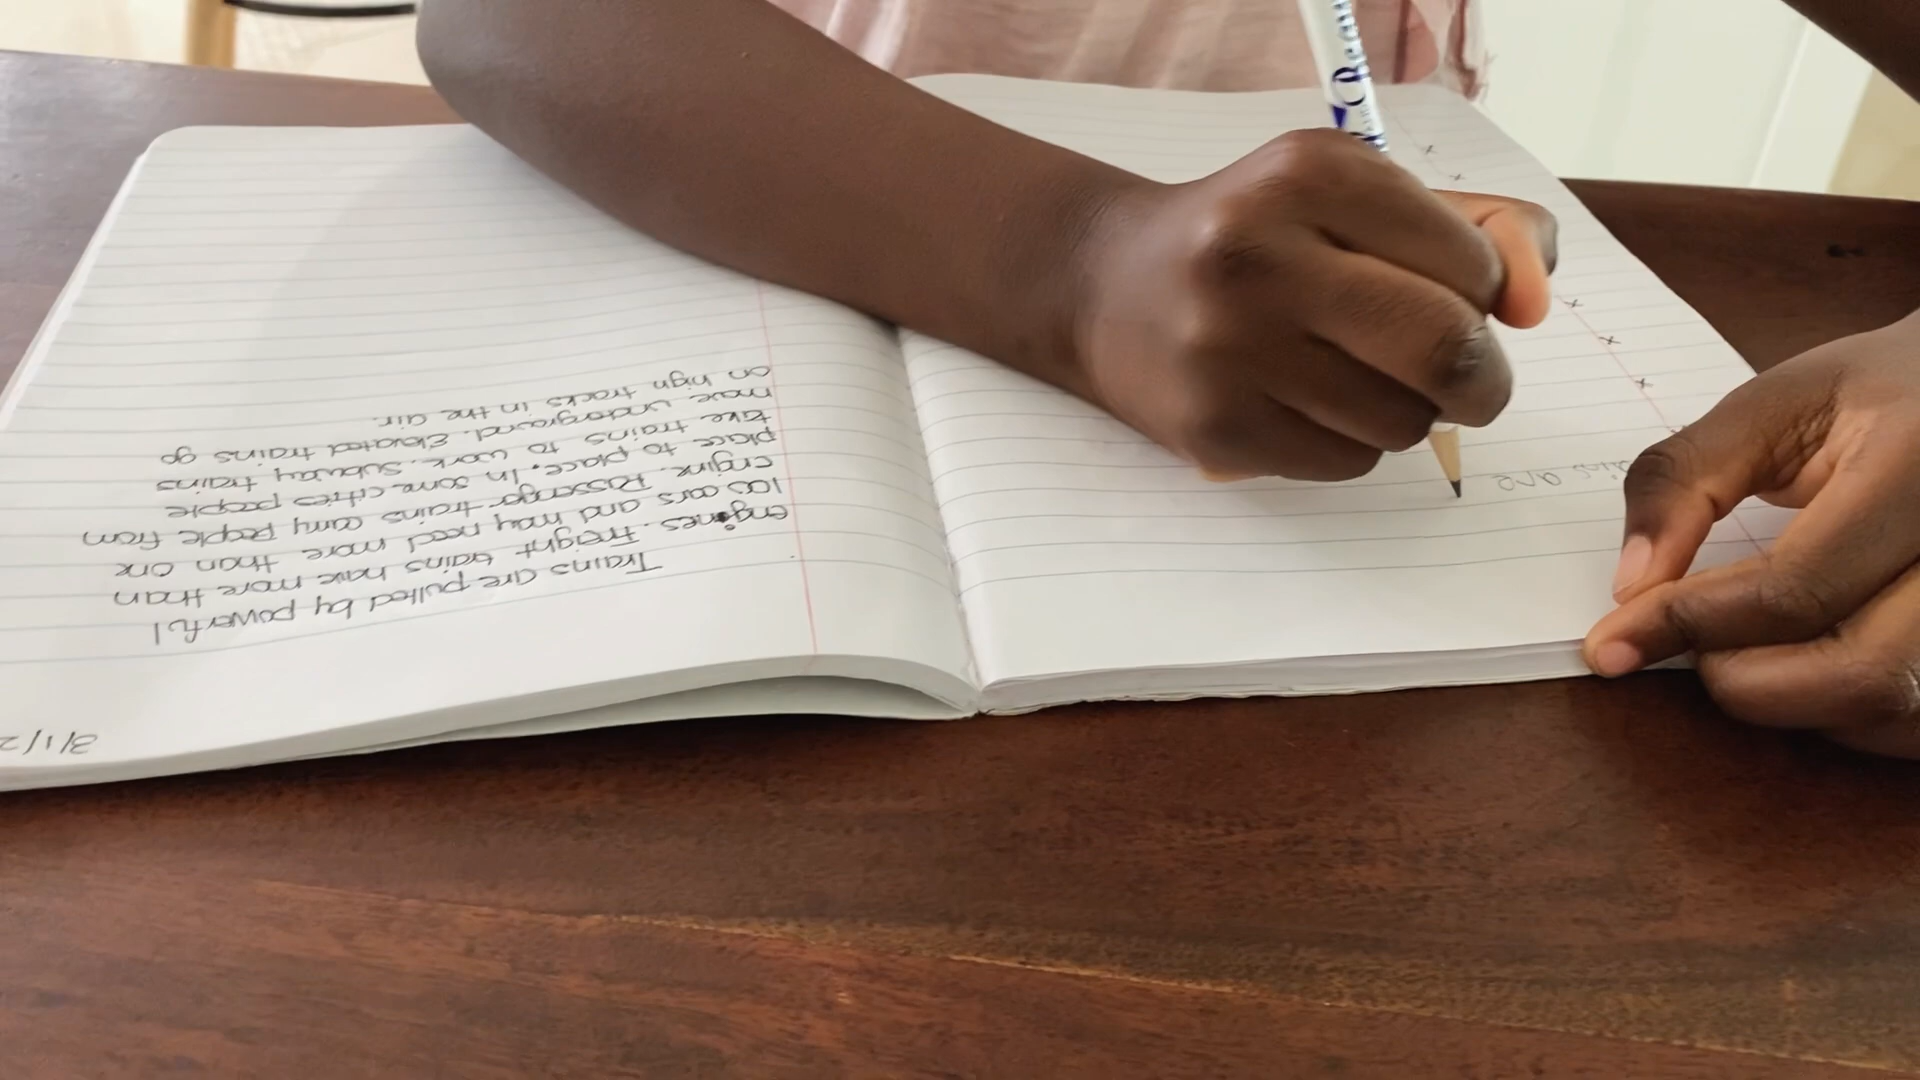 3/1/2
Trains are pulled by powerful
engines. Freight trains have more than
100 cars and may need more than one
engine. Passenger trains carry people from
place to place. In some cities people
take trains to work. Subway trains
move underground. Elevated trains go
on high tracks in the air.
are